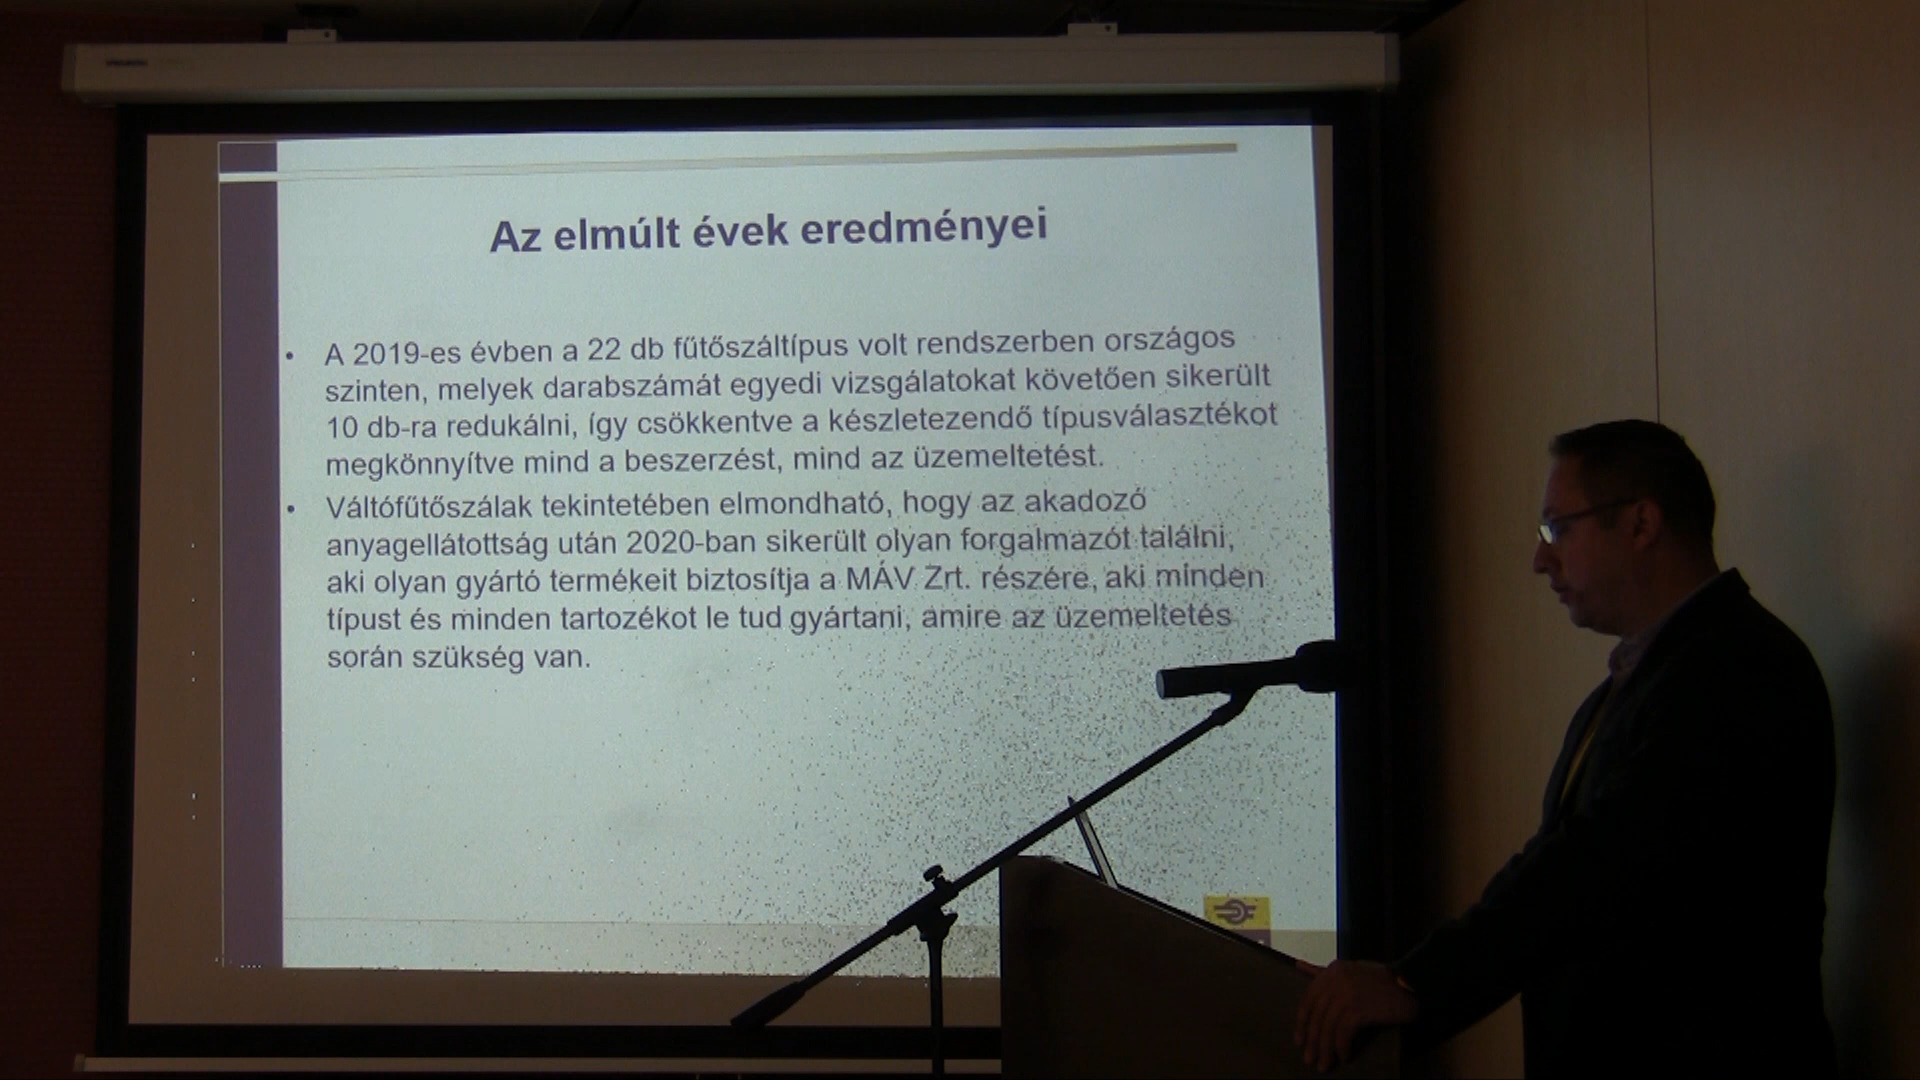 Az elmúlt évek eredményei
• A 2019-es évben a 22 db fűtőszáltípus volt rendszerben országos
szinten, melyek darabszámát egyedi vizsgálatokat követően sikerült
10 db-ra redukálni, így csökkentve a készletezendő típusválasztékot
megkönnyítve mind a beszerzést, mind az üzemeltetést.
• Váltófűtőszálak tekintetében elmondható, hogy az akadozó
anyagellátottság után 2020-ban sikerült olyan forgalmazót találni,
aki olyan gyártó termékeit biztosítja a MÁV Zrt. részére, aki minden
típust és minden tartozékot le tud gyártani, amire az üzemeltetés
során szükség van.